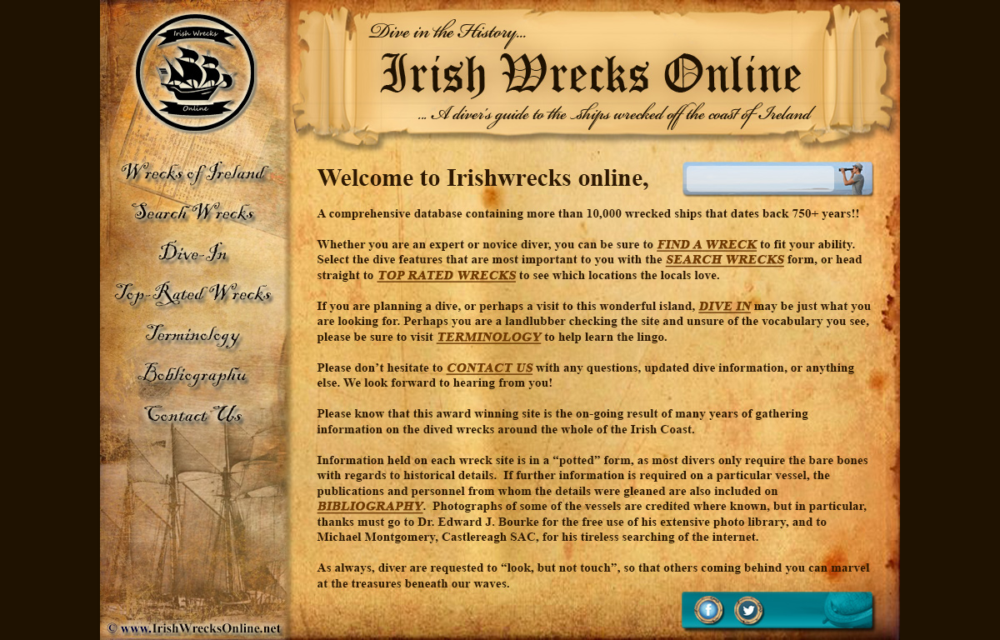 Irish Wrecks
Online
Dive in the History...
Irish Wrecks Online
... A diver's guide to the ships wrecked off the coast of Ireland
Wrecks of Ireland
Search Wrecks
Dive-In
Top-Rated Wrecks
Terminology
Bobliographu
Contact Us
© www.IrishWrecksOnline.net
Welcome to Irishwrecks online,
A comprehensive database containing more than 10,000 wrecked ships that dates back 750+ years!!
Whether you are an expert or novice diver, you can be sure to FIND A WRECK to fit your ability.
Select the dive features that are most important to you with the SEARCH WRECKS form, or head
straight to TOP RATED WRECKS to see which locations the locals love.
If you are planning a dive, or perhaps a visit to this wonderful island, DIVE IN may be just what you
are looking for. Perhaps you are a landlubber checking the site and unsure of the vocabulary you see,
please be sure to visit TERMINOLOGY to help learn the lingo.
Please don’t hesitate to CONTACT US with any questions, updated dive information, or anything
else. We look forward to hearing from you!
Please know that this award winning site is the on-going result of many years of gathering
information on the dived wrecks around the whole of the Irish Coast.
Information held on each wreck site is in a “potted” form, as most divers only require the bare bones
with regards to historical details.  If further information is required on a particular vessel, the
publications and personnel from whom the details were gleaned are also included on
BIBLIOGRAPHY.  Photographs of some of the vessels are credited where known, but in particular,
thanks must go to Dr. Edward J. Bourke for the free use of his extensive photo library, and to
Michael Montgomery, Castlereagh SAC, for his tireless searching of the internet.
As always, diver are requested to “look, but not touch”, so that others coming behind you can marvel
at the treasures beneath our waves.